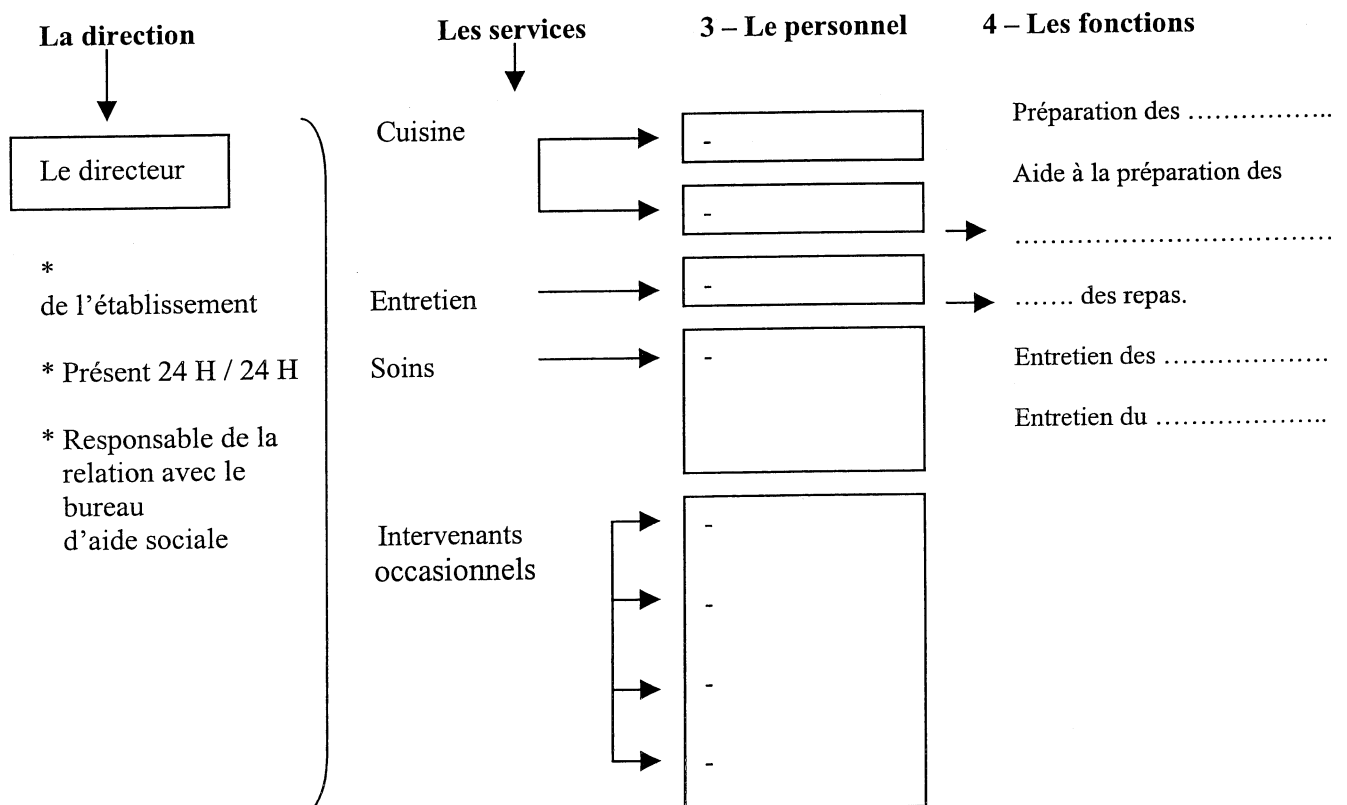 La direction
Les services
3 – Le personnel
4 – Les fonctions
Le directeur
*
de l'établissement
* Présent 24 H / 24 H
* Responsable de la
relation avec le
bureau
d'aide sociale
Cuisine
Entretien
Soins
Intervenants
occasionnels
-
-
-
-
-
-
-
-
Préparation des ……………..
Aide à la préparation des
………………………………
……. des repas.
Entretien des ………………..
Entretien du …………………